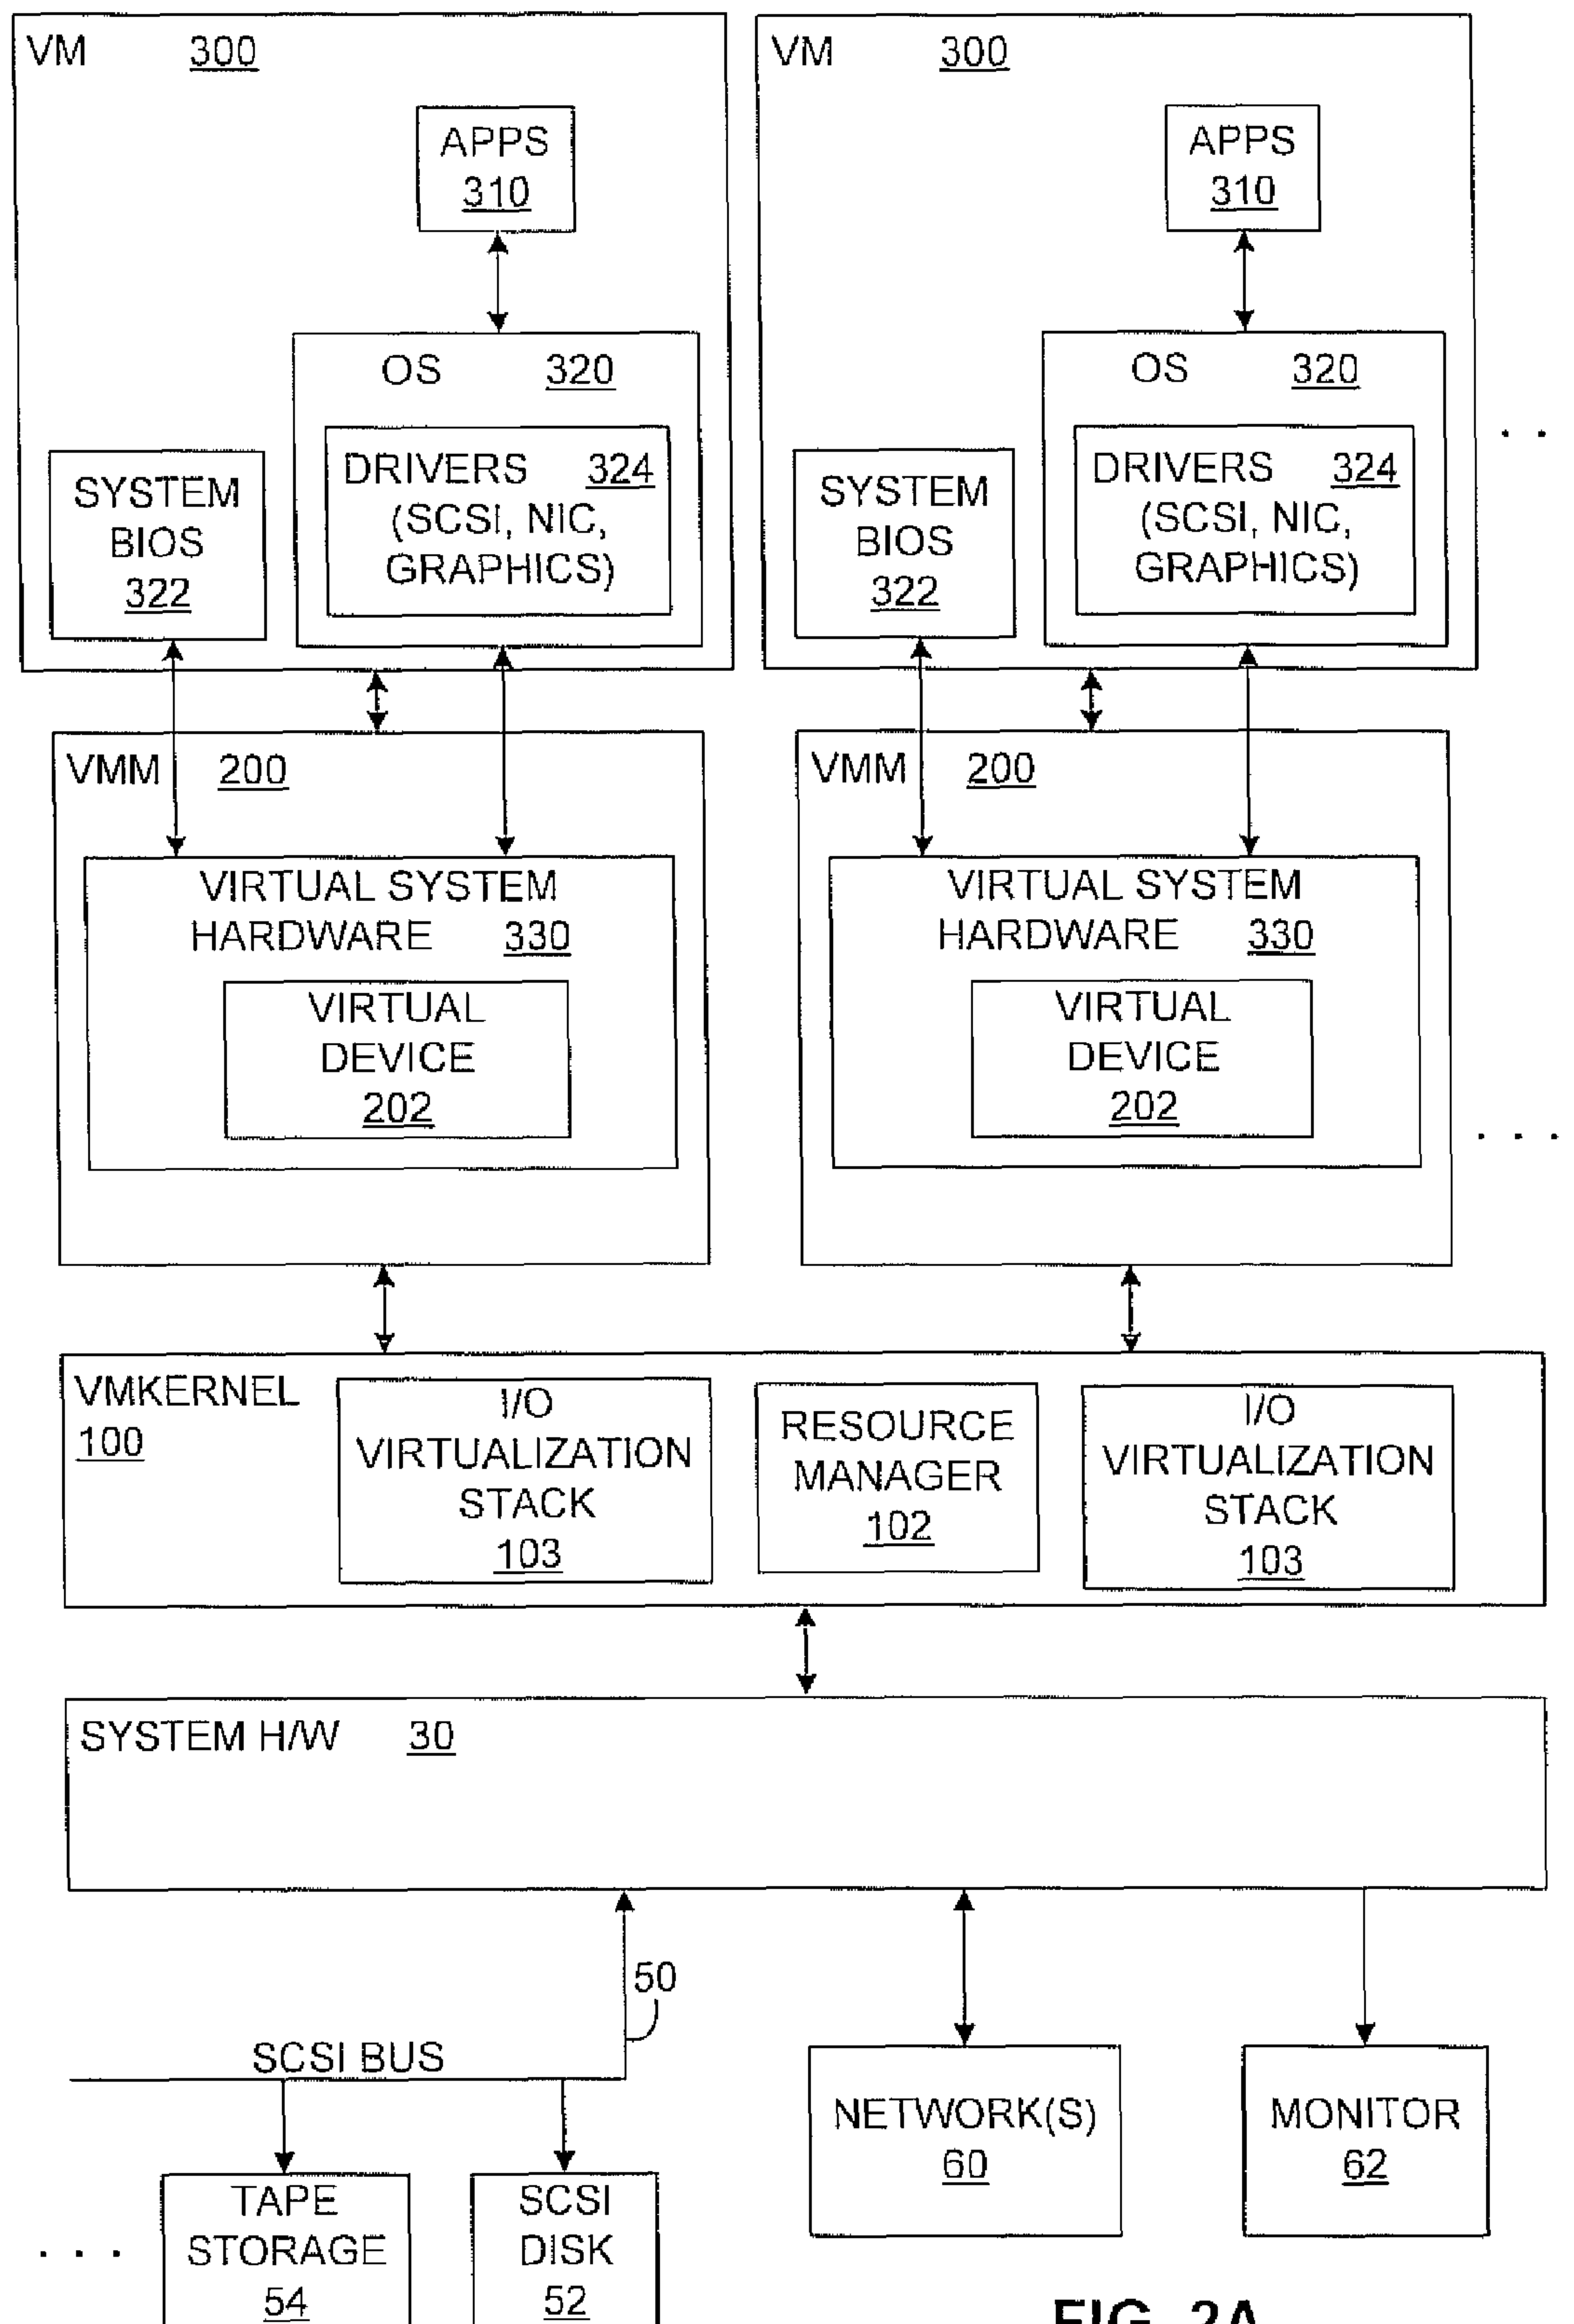 VM 300
APPS
310
OS 320
DRIVERS 324
(SCSI, NIC,
GRAPHICS)
SYSTEM
BIOS
322
VM 300
APPS
310
OS 320
DRIVERS 324
(SCSI, NIC,
GRAPHICS)
SYSTEM
BIOS
322
. .
VMM 200
VIRTUAL SYSTEM
HARDWARE 330
VIRTUAL
DEVICE
202
VMM 200
VIRTUAL SYSTEM
HARDWARE 330
VIRTUAL
DEVICE
202
. . .
VMKERNEL
100
I/O
VIRTUALIZATION
STACK
103
RESOURCE
MANAGER
102
I/O
VIRTUALIZATION
STACK
103
SYSTEM H/W 30
50
SCSI BUS
NETWORK(S)
60
MONITOR
62
. . .
TAPE
STORAGE
54
SCSI
DISK
52
FIG. 2A